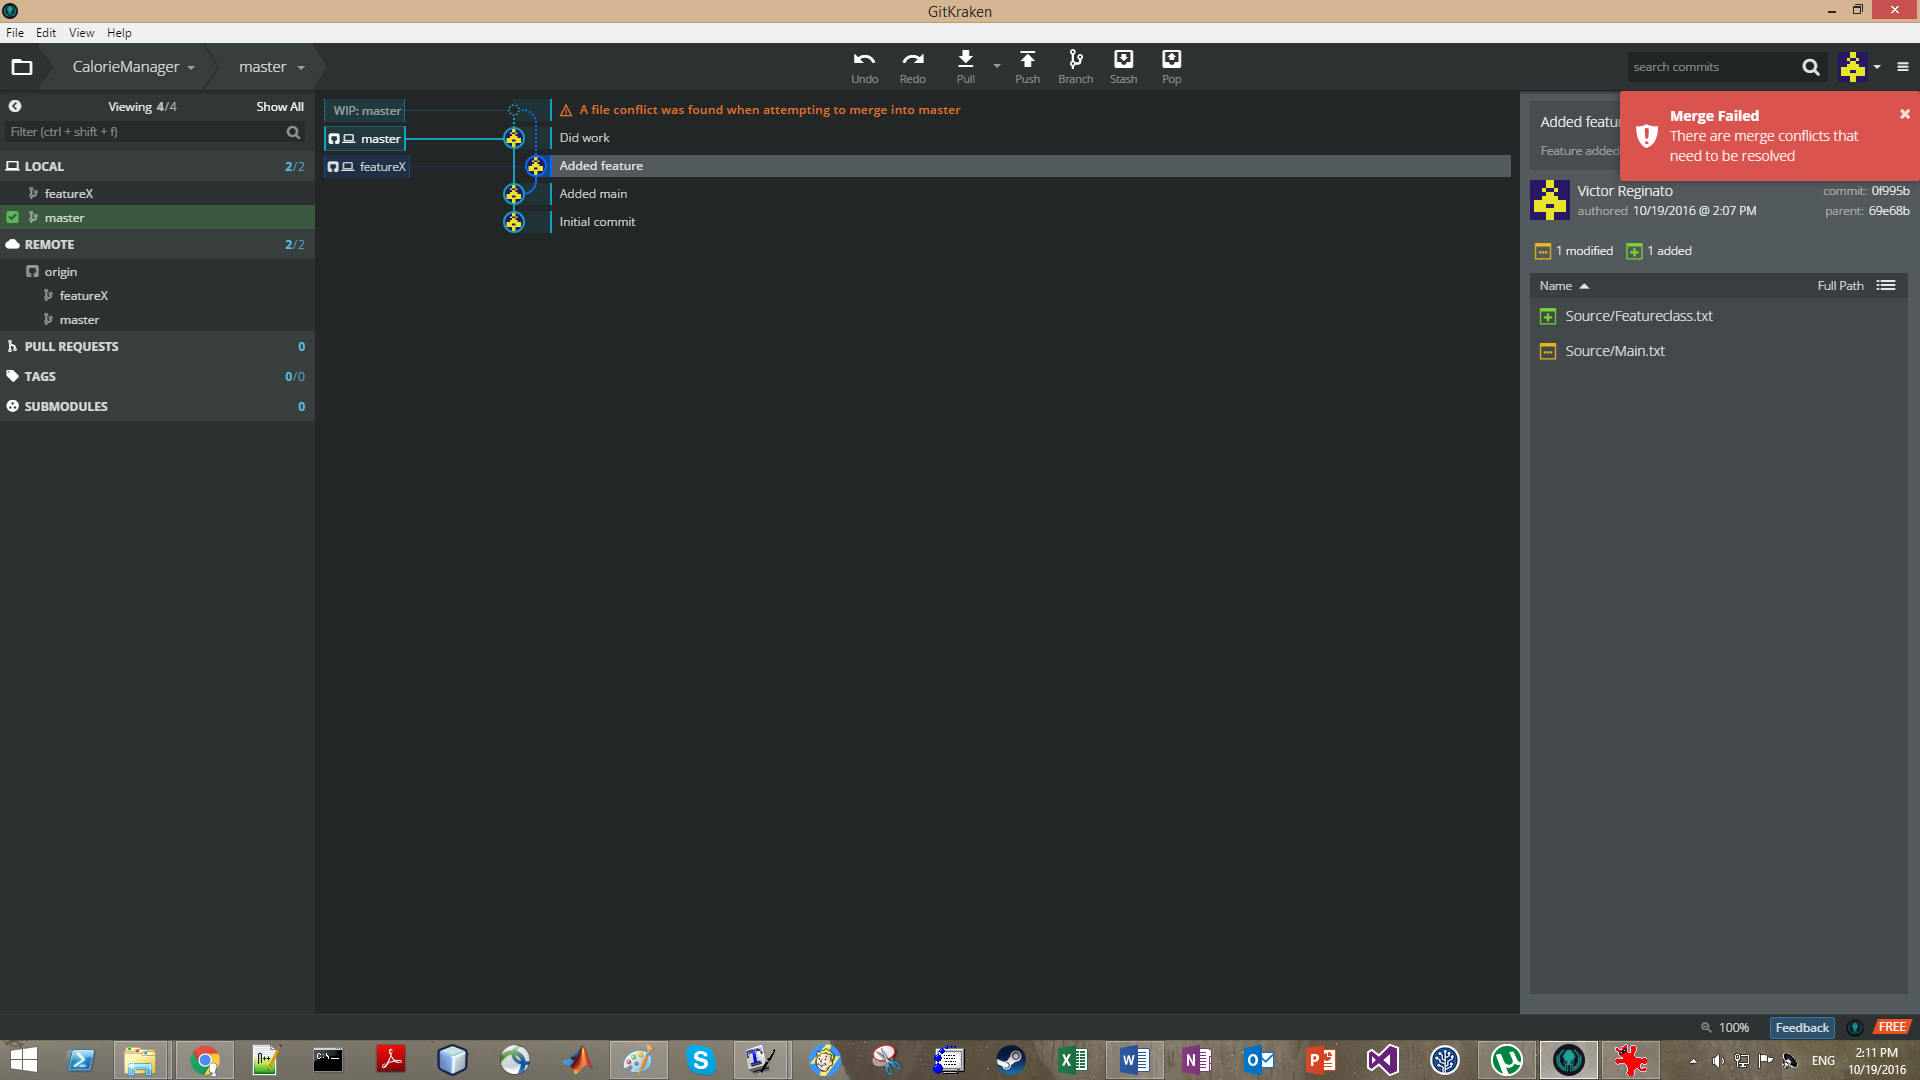 GitKraken
File Edit View Help
CalorieManager master
Undo Redo Pull Push Branch Stash Pop
search commits
Viewing 4/4 Show All
Filter (ctrl + shift + f)
LOCAL 2/2
featureX
master
REMOTE 2/2
origin
featureX
master
PULL REQUESTS 0
TAGS 0/0
SUBMODULES 0
WIP: master A file conflict was found when attempting to merge into master
master Did work
featureX Added feature
Added main
Initial commit
Merge Failed
There are merge conflicts that
need to be resolved
Added featu
Feature added
Victor Reginato commit: 0f995b
authored 10/19/2016 @ 2:07 PM parent: 69e68b
1 modified 1 added
Name Full Path
Source/Featureclass.txt
Source/Main.txt
100% Feedback FREE
ENG
2:11 PM
10/19/2016